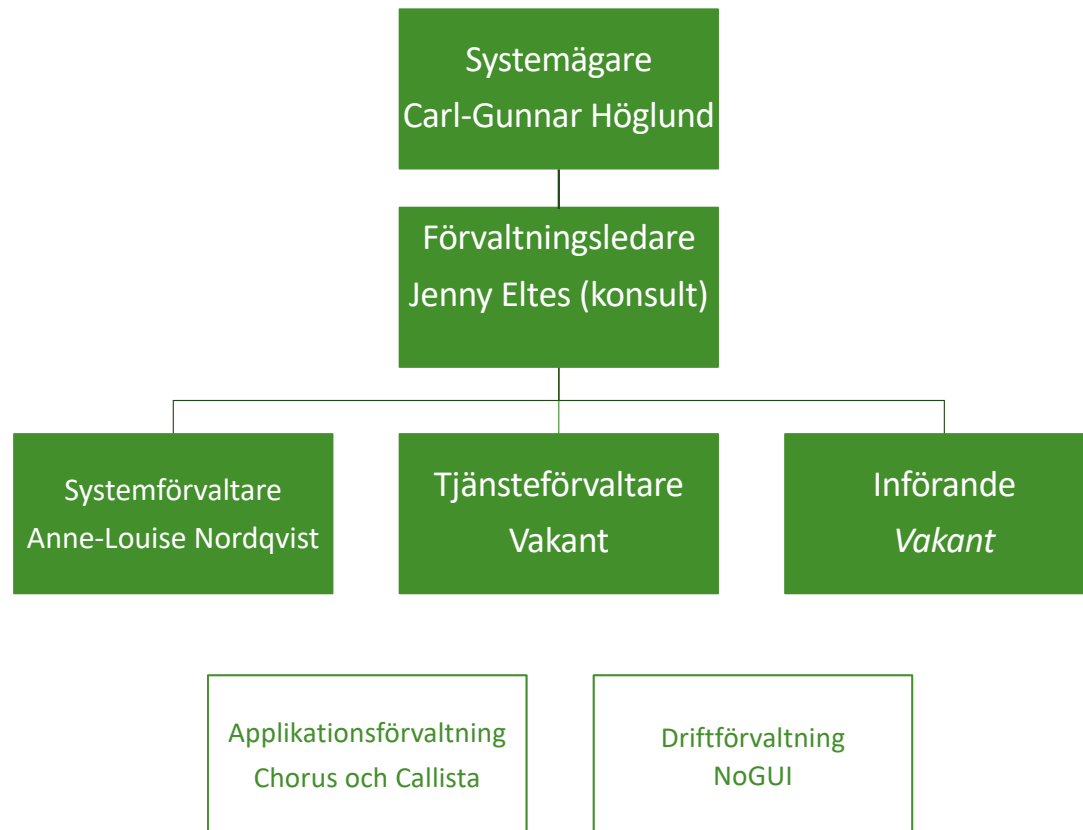 Systemägare
Carl-Gunnar Höglund
Förvaltningsledare
Jenny Eltes (konsult)
Systemförvaltare
Anne-Louise Nordqvist
Tjänsteförvaltare
Vakant
Införande
Vakant
Applikationsförvaltning
Chorus och Callista
Driftförvaltning
NoGUI